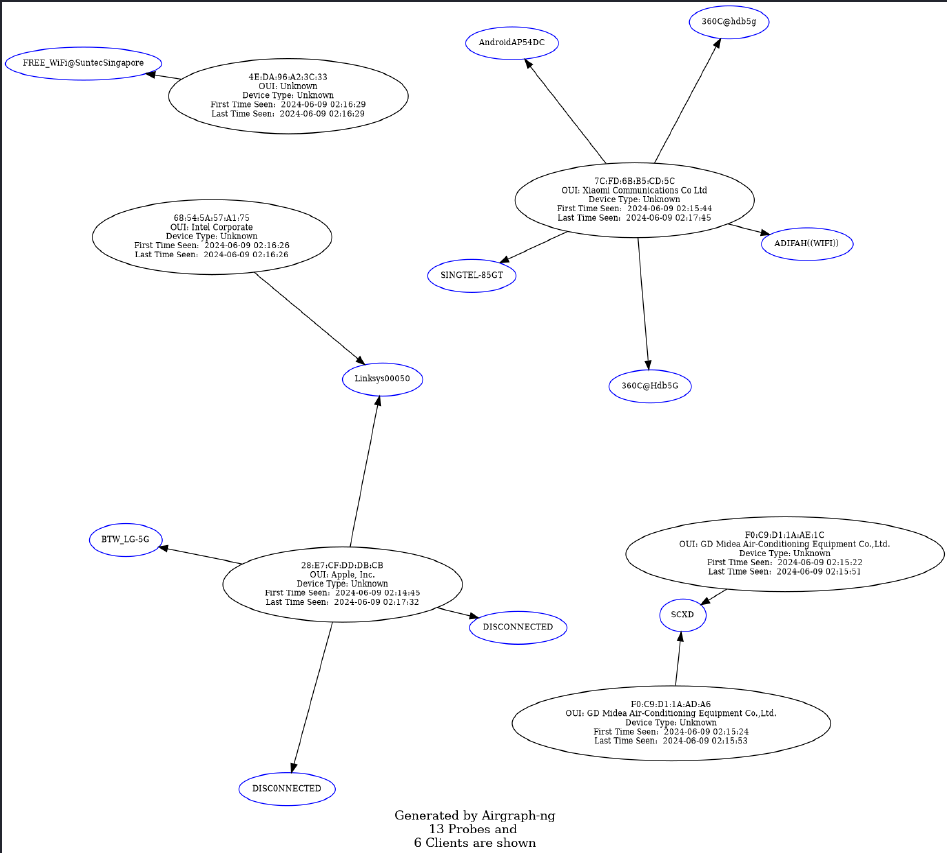 360C@hdb5g
AndroidAP54DC
FREE_WiFi@SuntecSingapore
4E:DA:96:A2:3C:33
OUI: Unknown
Device Type: Unknown
First Time Seen: 2024-06-09 02:16:29
Last Time Seen: 2024-06-09 02:16:29
7C:FD:6B:B5:CD:5C
OUI: Xiaomi Communications Co Ltd
Device Type: Unknown
First Time Seen: 2024-06-09 02:15:44
Last Time Seen: 2024-06-09 02:17:45
68:54:5A:57:A1:75
OUI: Intel Corporate
Device Type: Unknown
First Time Seen: 2024-06-09 02:16:26
Last Time Seen: 2024-06-09 02:16:26
ADIFAH((WIFI))
SINGTEL-85GT
Linksys00050
360C@Hdb5G
BTW_LG-5G
28:E7:CF:DD:DB:CB
OUI: Apple, Inc.
Device Type: Unknown
First Time Seen: 2024-06-09 02:14:45
Last Time Seen: 2024-06-09 02:17:32
F0:C9:D1:1A:AE:1C
OUI: GD Midea Air-Conditioning Equipment Co.,Ltd.
Device Type: Unknown
First Time Seen: 2024-06-09 02:15:22
Last Time Seen: 2024-06-09 02:15:51
SCXD
DISCONNECTED
F0:C9:D1:1A:AD:A6
OUI: GD Midea Air-Conditioning Equipment Co.,Ltd.
Device Type: Unknown
First Time Seen: 2024-06-09 02:15:24
Last Time Seen: 2024-06-09 02:15:53
DISC0NNECTED
Generated by Airgraph-ng
13 Probes and
6 Clients are shown